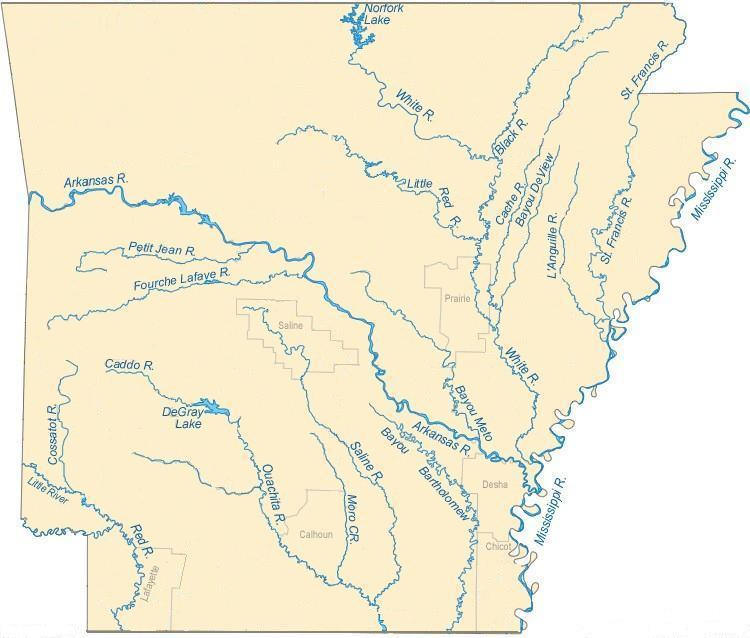 Norfork
Lake
White R.
Black R.
St. Francis R.
Mississippi R.
Arkansas R.
Little
Red R.
Cache R.
Bayou DeView
L'Anguille R.
St. Francis R.
Petit Jean R.
Fourche Lafave R.
Prairie
Saline
Caddo R.
DeGray
Lake
White R.
Bayou Meto
Arkansas R.
Bayou
Bartholomew
Cossatot R.
Little River
Red R.
Ouachita R.
Saline R.
Moro CR.
Desha
Mississippi R.
Calhoun
Chicot
Lafayette